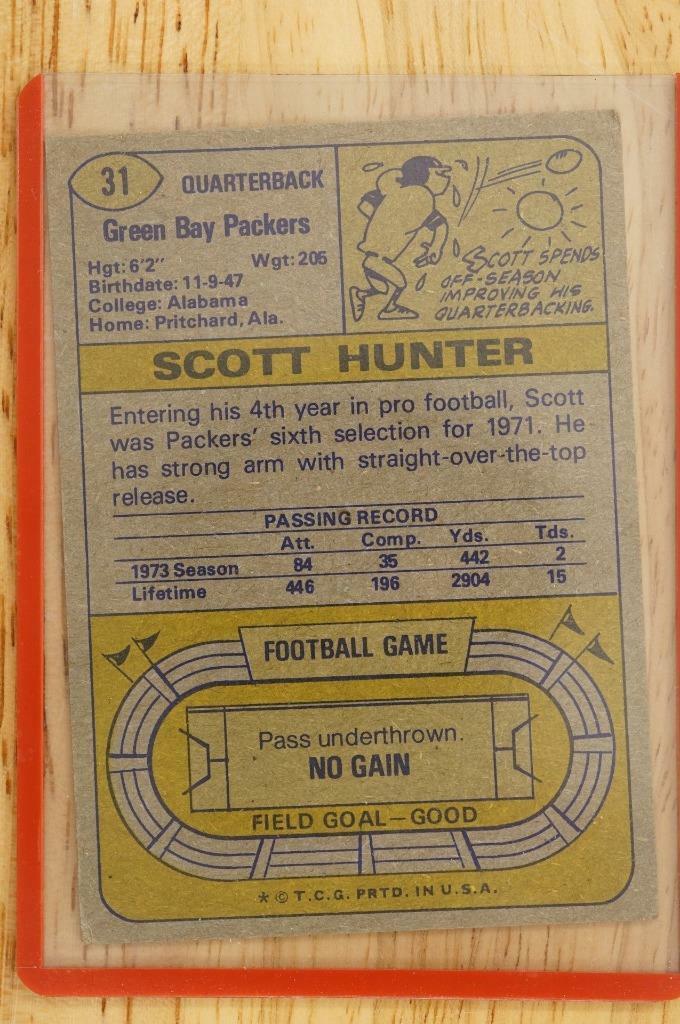 31
QUARTERBACK
Green Bay Packers
Hgt: 6'2" Wgt: 205
Birthdate: 11-9-47
College: Alabama
Home: Pritchard, Ala.
SCOTT SPENDS
OFF-SEASON
IMPROVING HIS
QUARTERBACKING.
SCOTT HUNTER
Entering his 4th year in pro football, Scott
was Packers' sixth selection for 1971. He
has strong arm with straight-over-the-top
release.
PASSING RECORD
Att. Comp. Yds. Tds.
1973 Season 84 35 442 2
Lifetime 446 196 2904 15
FOOTBALL GAME
Pass underthrown.
NO GAIN
FIELD GOAL—GOOD
* © T.C.G. PRTD. IN U.S.A.